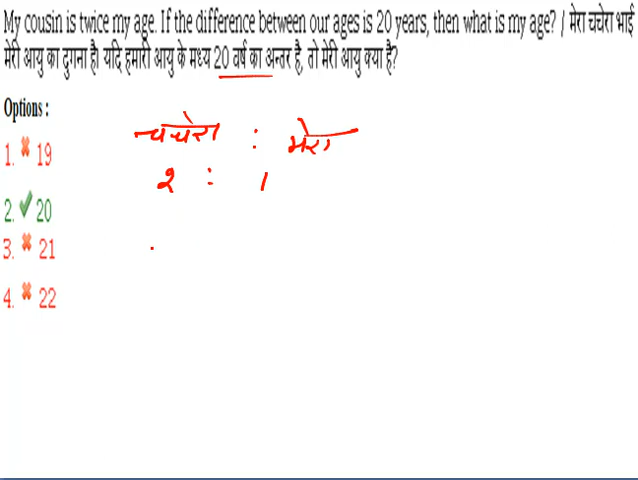 My cousin is twice my age. If the difference between our ages is 20 years, then what is my age? / मेरा चचेरा भाई
मेरी आयु का दुगना है। यदि हमारी आयु के मध्य 20 वर्ष का अन्तर है, तो मेरी आयु क्या है?
Options :
चचेरा : मेरा
1. 19
2 : 1
2. 20
3. 21
4. 22